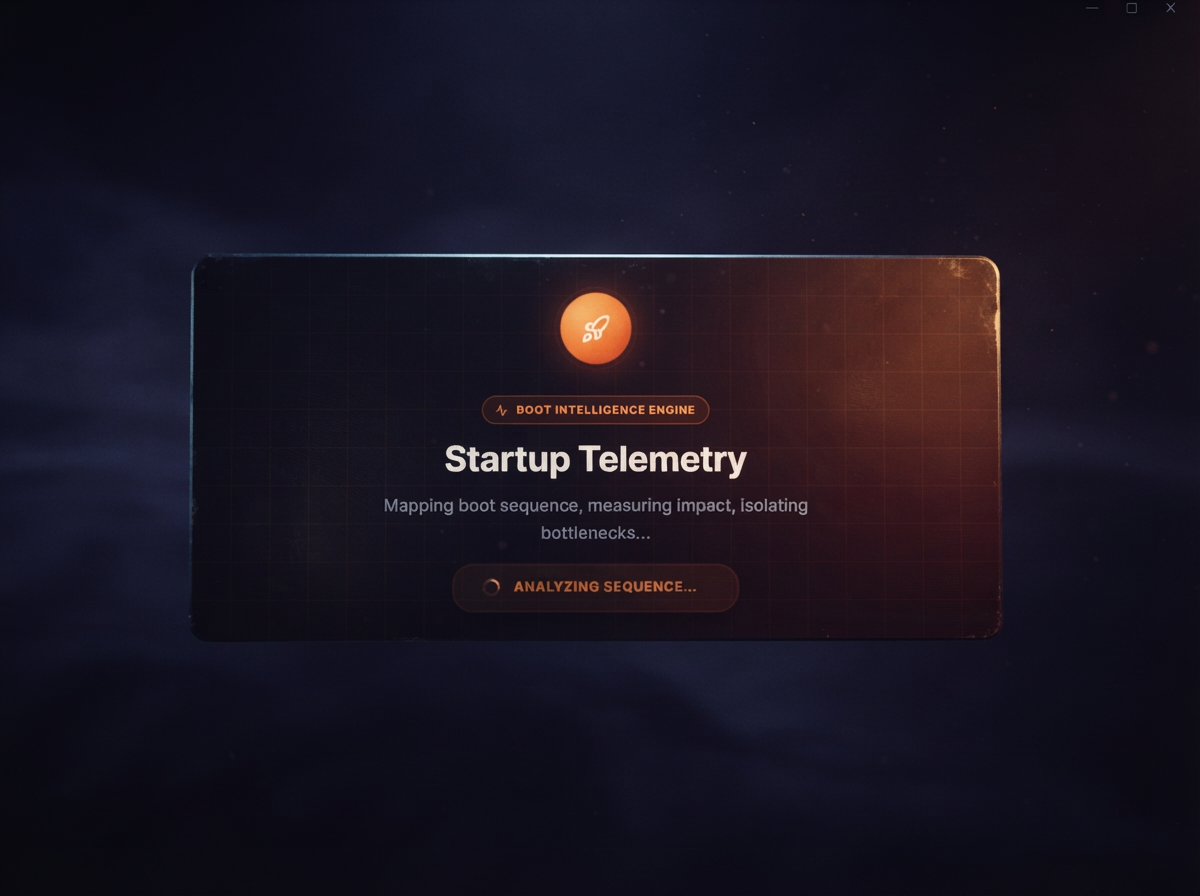 BOOT INTELLIGENCE ENGINE
Startup Telemetry
Mapping boot sequence, measuring impact, isolating
bottlenecks...
ANALYZING SEQUENCE...